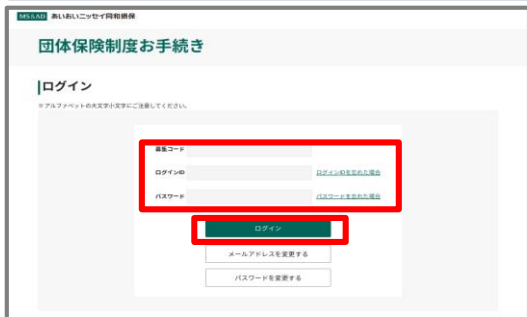 MS&AD あいおいニッセイ同和損保
団体保険制度お手続き
ログイン
※アルファベットの大文字小文字にご注意してください。
募集コード
ログインID ログインIDを忘れた場合
パスワード パスワードを忘れた場合
ログイン
メールアドレスを変更する
パスワードを変更する